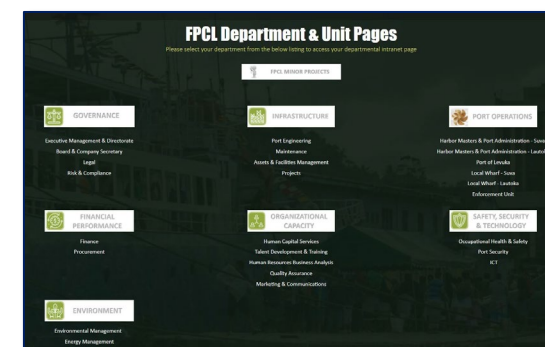 FPCL Department & Unit Pages
Please select your department from the below listing to access your departmental intranet page
FPCL MINOR PROJECTS
GOVERNANCE
Executive Management & Directorate
Board & Company Secretary
Legal
Risk & Compliance
INFRASTRUCTURE
Port Engineering
Maintenance
Assets & Facilities Management
Projects
PORT OPERATIONS
Harbor Masters & Port Administration - Suva
Harbor Masters & Port Administration - Lautoka
Port of Levuka
Local Wharf - Suva
Local Wharf - Lautoka
Enforcement Unit
FINANCIAL
PERFORMANCE
Finance
Procurement
ORGANIZATIONAL
CAPACITY
Human Capital Services
Talent Development & Training
Human Resources Business Analysis
Quality Assurance
Marketing & Communications
SAFETY, SECURITY
& TECHNOLOGY
Occupational Health & Safety
Port Security
ICT
ENVIRONMENT
Environmental Management
Energy Management